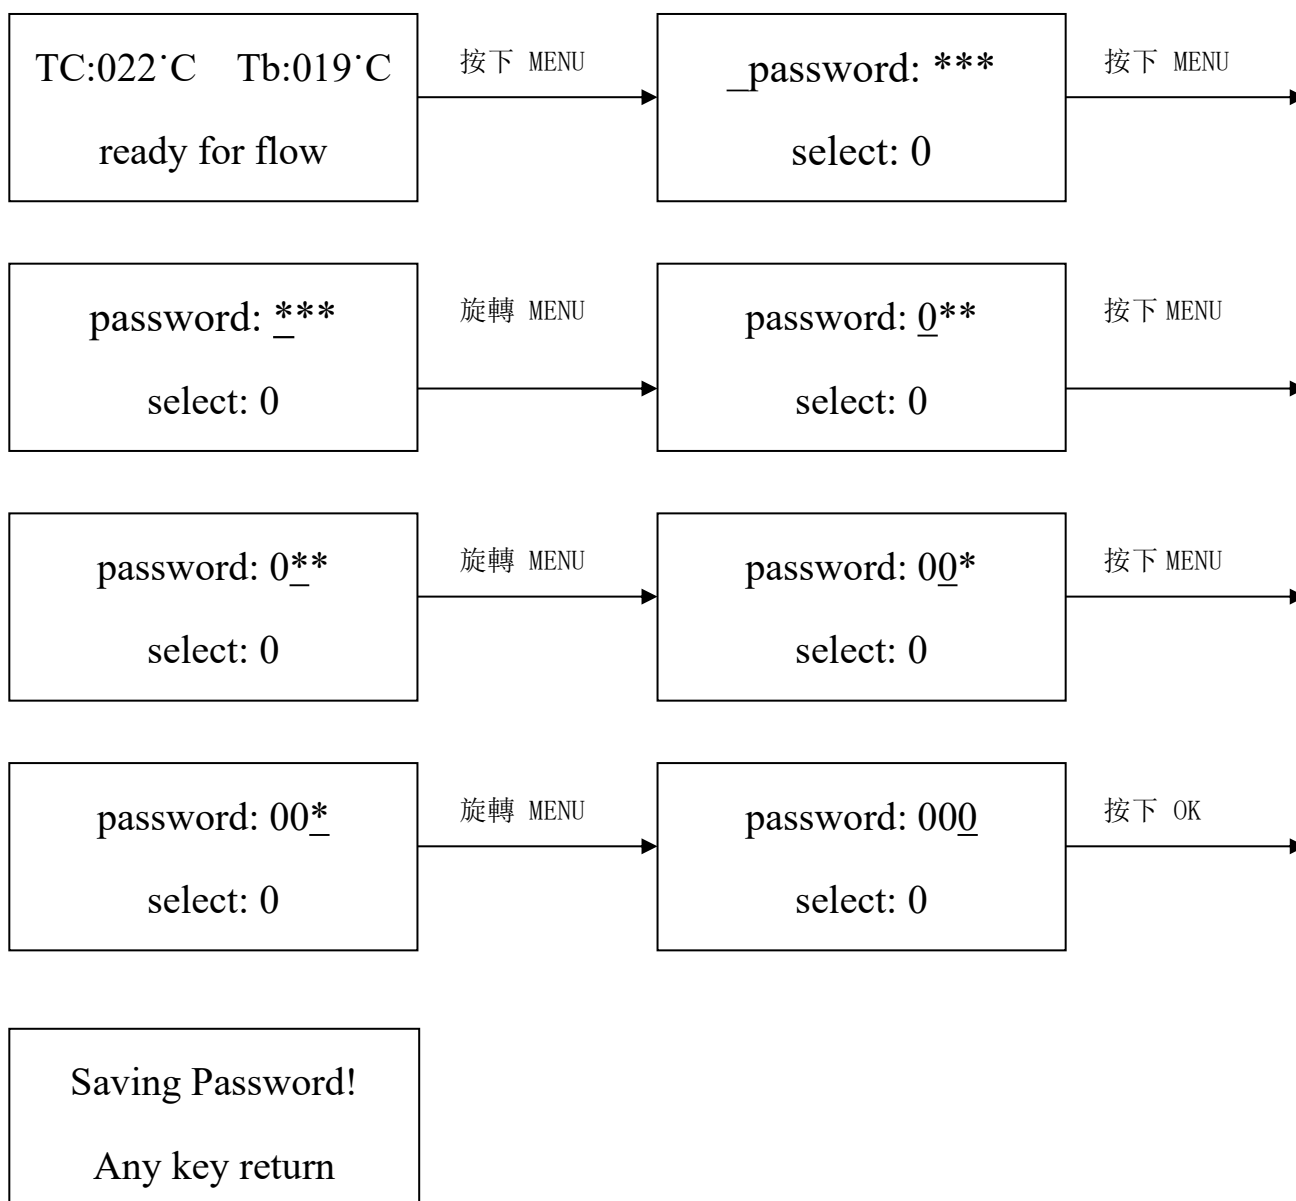 TC:022˙C Tb:019˙C
ready for flow
按下 MENU
_password: ***
select: 0
按下 MENU
password: ***
select: 0
旋轉 MENU
password: 0**
select: 0
按下 MENU
password: 0**
select: 0
旋轉 MENU
password: 00*
select: 0
按下 MENU
password: 00*
select: 0
旋轉 MENU
password: 000
select: 0
按下 OK
Saving Password!
Any key return